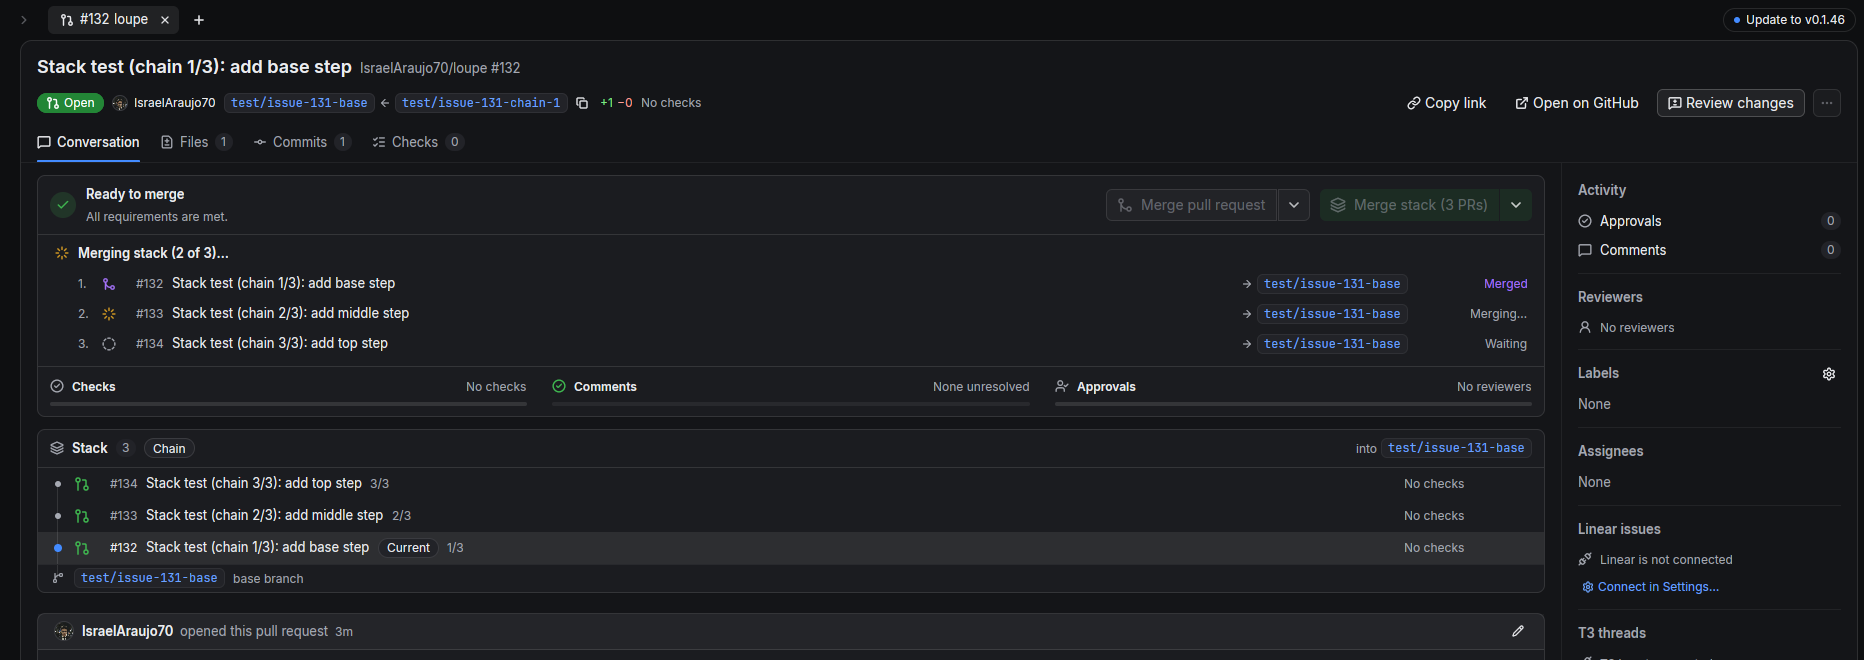 #132 loupe
Update to v0.1.46
Stack test (chain 1/3): add base step IsraelAraujo70/loupe #132
Open IsraelAraujo70 test/issue-131-base ← test/issue-131-chain-1 +1 −0 No checks
Copy link Open on GitHub Review changes ...
Conversation Files 1 Commits 1 Checks 0
Ready to merge
All requirements are met.
Merge pull request Merge stack (3 PRs)
Merging stack (2 of 3)...
1. #132 Stack test (chain 1/3): add base step → test/issue-131-base Merged
2. #133 Stack test (chain 2/3): add middle step → test/issue-131-base Merging...
3. #134 Stack test (chain 3/3): add top step → test/issue-131-base Waiting
Checks No checks Comments None unresolved Approvals No reviewers
Stack 3 Chain into test/issue-131-base
#134 Stack test (chain 3/3): add top step 3/3 No checks
#133 Stack test (chain 2/3): add middle step 2/3 No checks
#132 Stack test (chain 1/3): add base step Current 1/3 No checks
test/issue-131-base base branch
IsraelAraujo70 opened this pull request 3m
Activity
Approvals 0
Comments 0
Reviewers
No reviewers
Labels
None
Assignees
None
Linear issues
Linear is not connected
Connect in Settings...
T3 threads